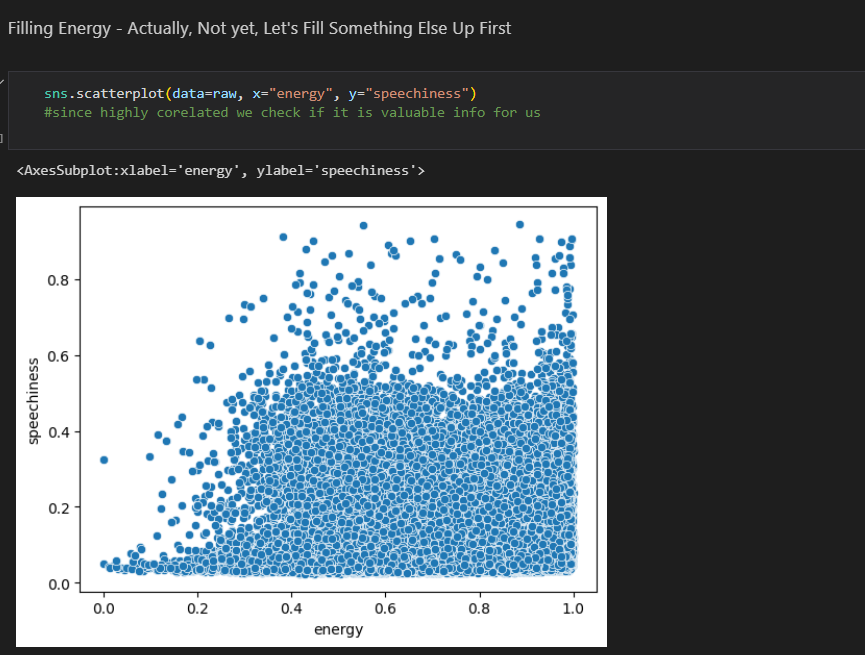 Filling Energy - Actually, Not yet, Let's Fill Something Else Up First
sns.scatterplot(data=raw, x="energy", y="speechiness")
#since highly corelated we check if it is valuable info for us
]
<AxesSubplot:xlabel='energy', ylabel='speechiness'>
0.8
0.6
speechiness
0.4
0.2
0.0
0.0 0.2 0.4 0.6 0.8 1.0
energy